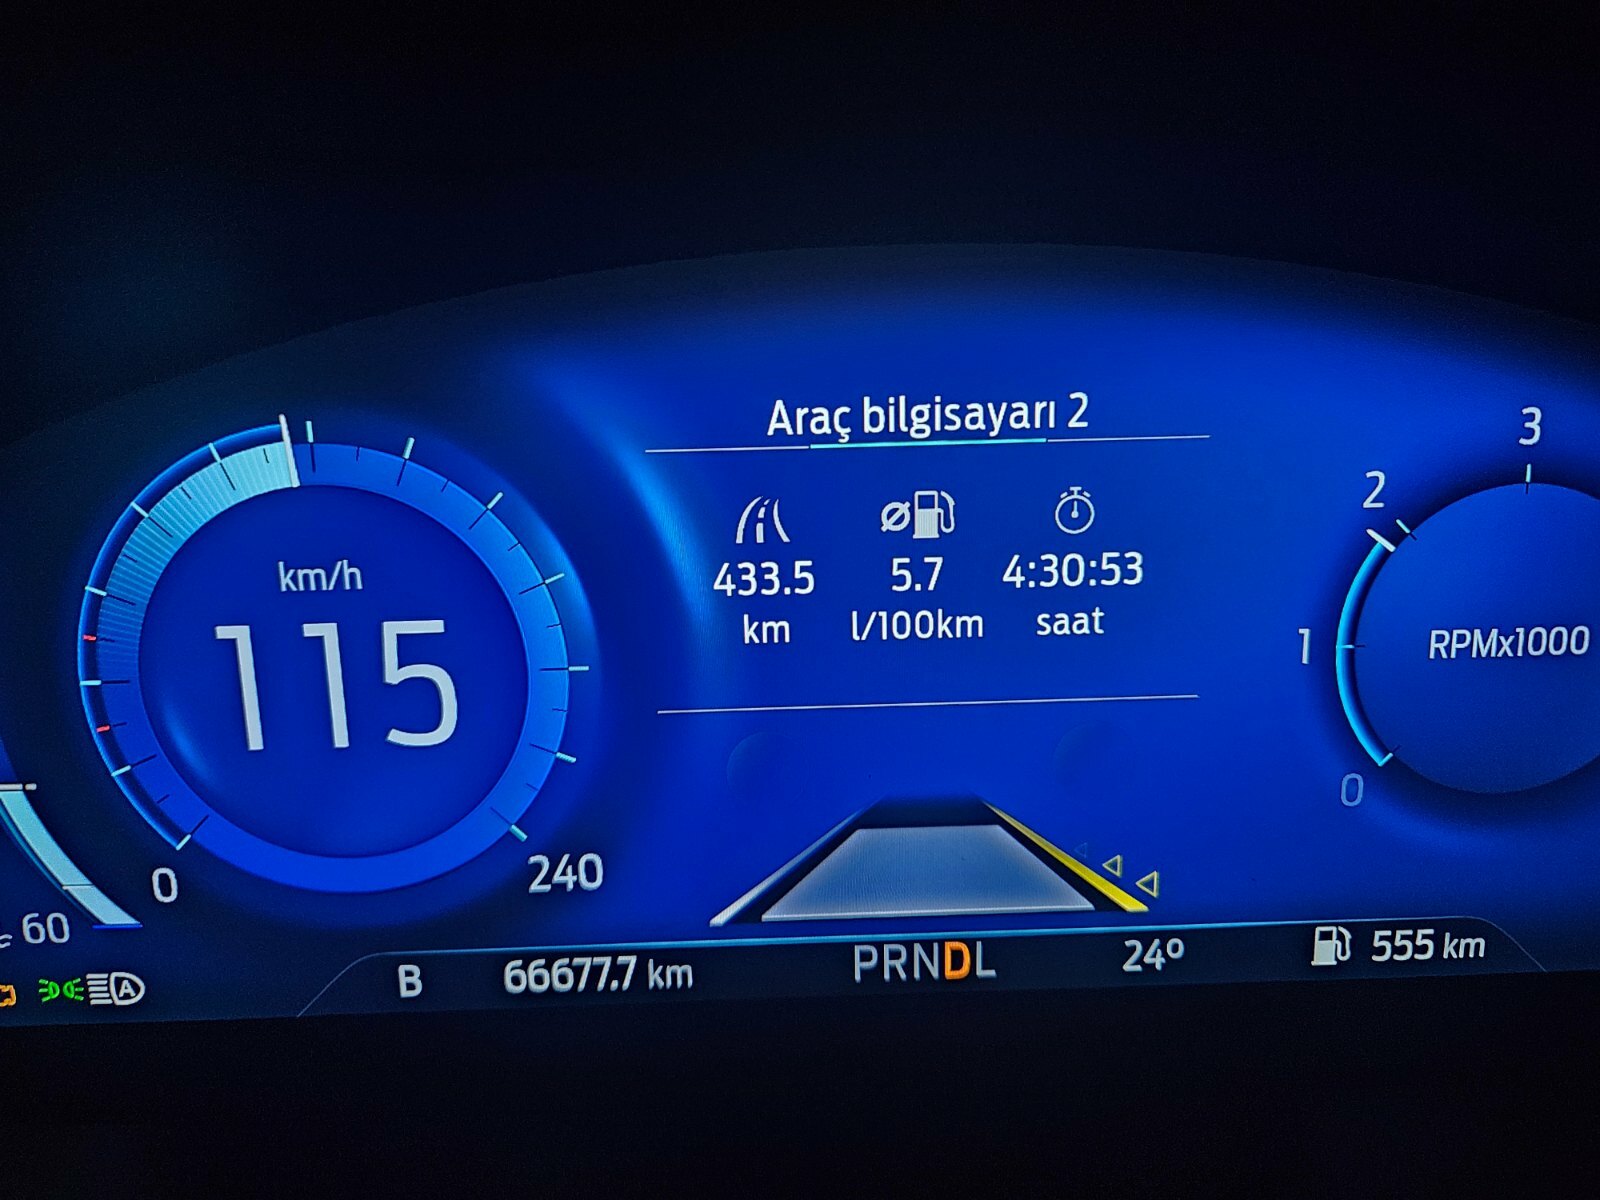 Araç bilgisayarı 2
433.5 5.7 4:30:53
km l/100km saat
km/h
115
0 240
3
2
1
0
RPMx1000
60
A
B 66677.7 km PRNDL 24° 555 km